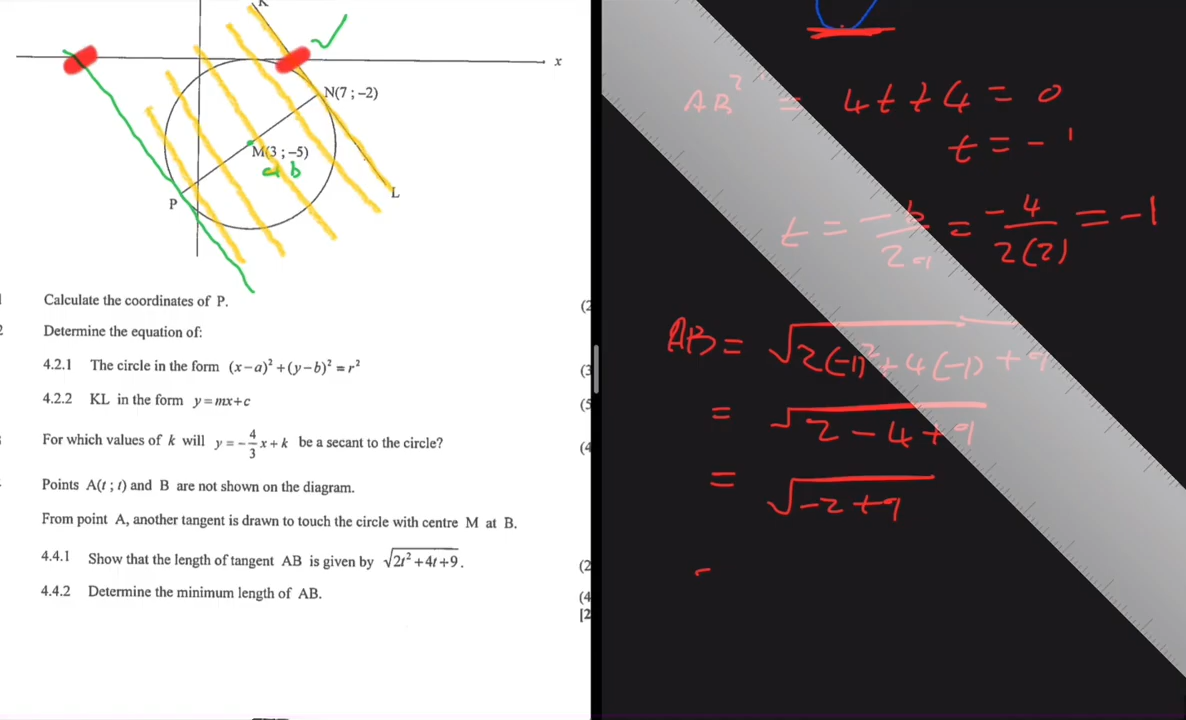 x
N(7 ; −2)
M(3 ; −5)
a b
P
L
Calculate the coordinates of P.
Determine the equation of:
4.2.1 The circle in the form (x−a)² + (y−b)² = r²
4.2.2 KL in the form y = mx + c
For which values of k will y = −4/3 x + k be a secant to the circle?
Points A(t ; t) and B are not shown on the diagram.
From point A, another tangent is drawn to touch the circle with centre M at B.
4.4.1 Show that the length of tangent AB is given by √(2t² + 4t + 9).
4.4.2 Determine the minimum length of AB.
AB² = 4t + 4 = 0
t = −1
t = −b/2a = −4/2(2) = −1
AB = √(2(−1)² + 4(−1) + 9)
= √(2 − 4 + 9)
= √(−2 + 9)